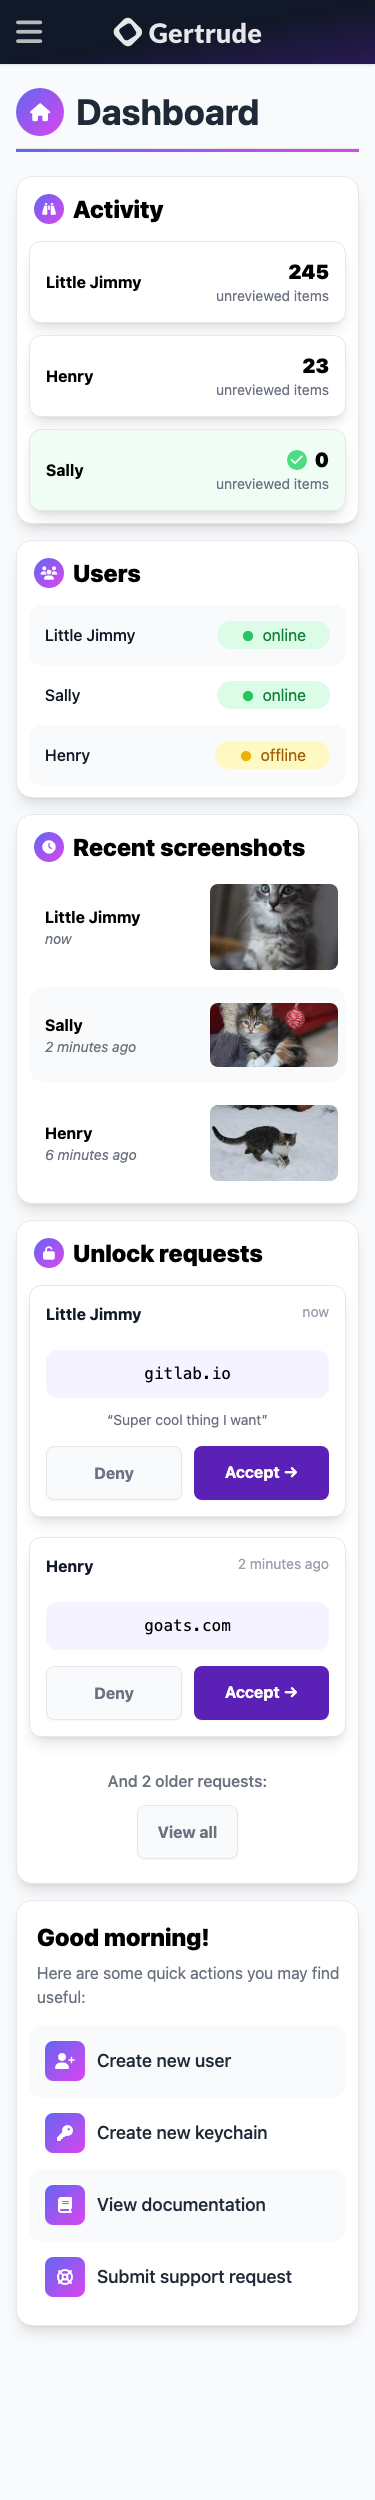 Gertrude
Dashboard
Activity
Little Jimmy
245
unreviewed items
Henry
23
unreviewed items
Sally
0
unreviewed items
Users
Little Jimmy
online
Sally
online
Henry
offline
Recent screenshots
Little Jimmy
now
Sally
2 minutes ago
Henry
6 minutes ago
Unlock requests
Little Jimmy
now
gitlab.io
“Super cool thing I want”
Deny
Accept →
Henry
2 minutes ago
goats.com
Deny
Accept →
And 2 older requests:
View all
Good morning!
Here are some quick actions you may find
useful:
Create new user
Create new keychain
View documentation
Submit support request